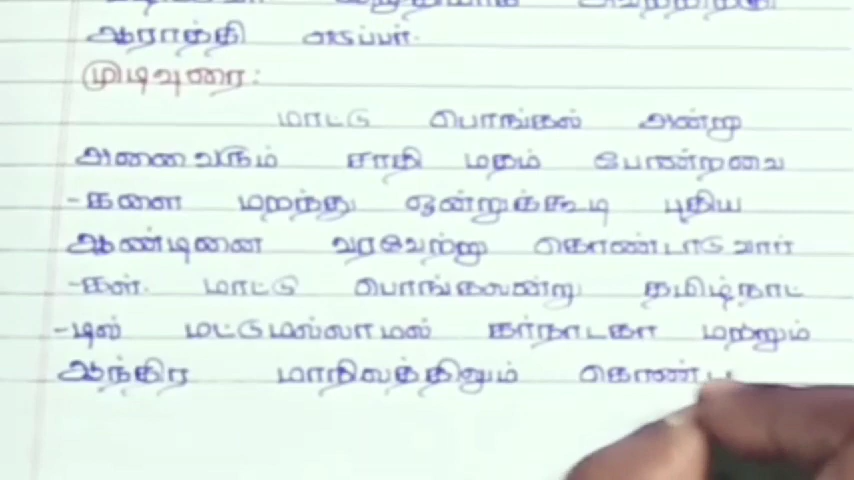 ஆராத்தி எடுப்பர்.
முடிவுரை:
மாட்டு பொங்கல் அன்று
அனைவரும் சாதி மதம் போன்றவை
-களை மறந்து ஒன்றுக்கூடி புதிய
ஆண்டினை வரவேற்று கொண்டாடுவார்
-கள். மாட்டு பொங்கலன்று தமிழ்நாட்
-டில் மட்டுமல்லாமல் கர்நாடகா மற்றும்
ஆந்திர மாநிலத்திலும்